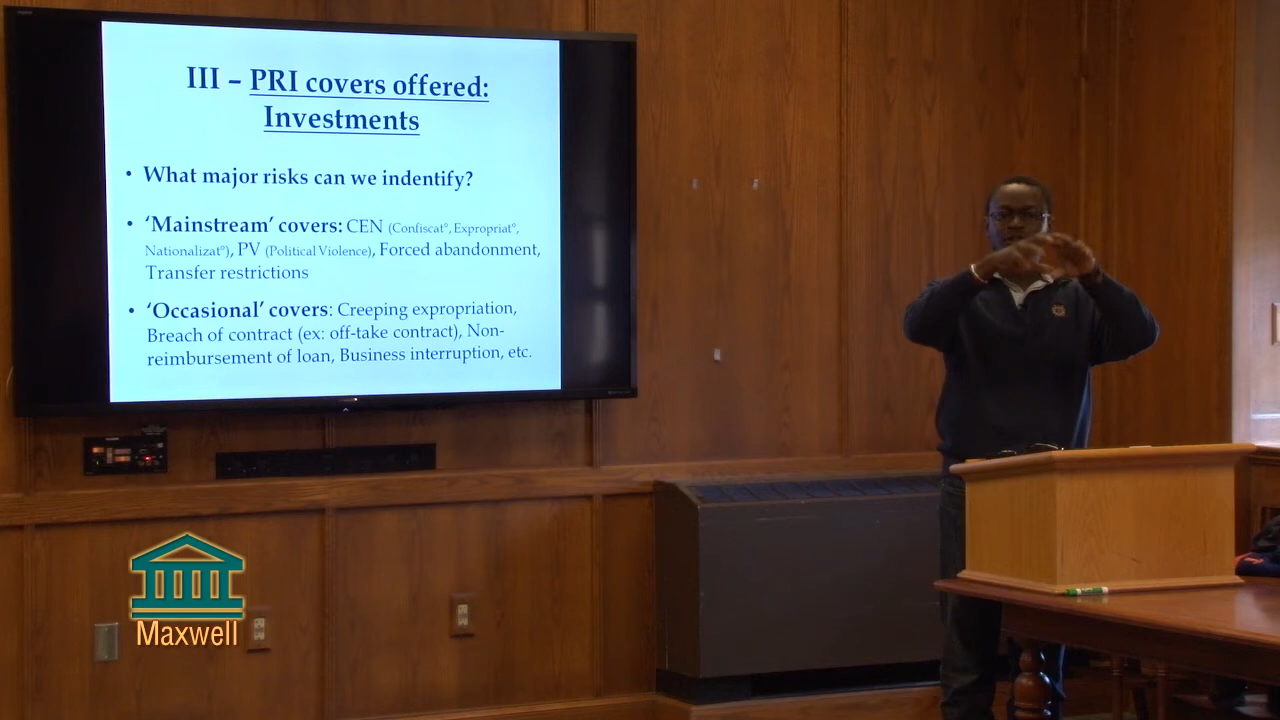 III – PRI covers offered:
Investments
• What major risks can we indentify?
• ‘Mainstream’ covers: CEN (Confiscat°, Expropriat°,
Nationalizat°), PV (Political Violence), Forced abandonment,
Transfer restrictions
• ‘Occasional’ covers: Creeping expropriation,
Breach of contract (ex: off-take contract), Non-
reimbursement of loan, Business interruption, etc.
Maxwell